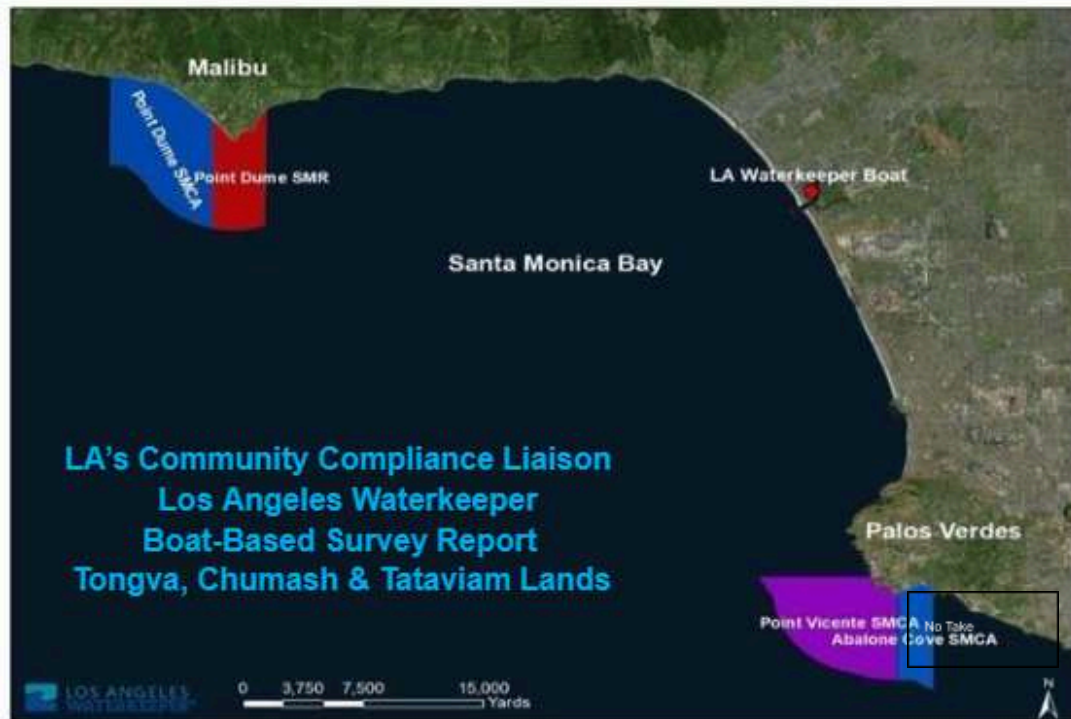 Malibu
Point Dume SMCA
Point Dume SMR
LA Waterkeeper Boat
Santa Monica Bay
LA's Community Compliance Liaison
Los Angeles Waterkeeper
Boat-Based Survey Report
Tongva, Chumash & Tataviam Lands
Palos Verdes
Point Vicente SMCA No Take
Abalone Cove SMCA
LOS ANGELES
WATERKEEPER
0 3,750 7,500 15,000
Yards
N